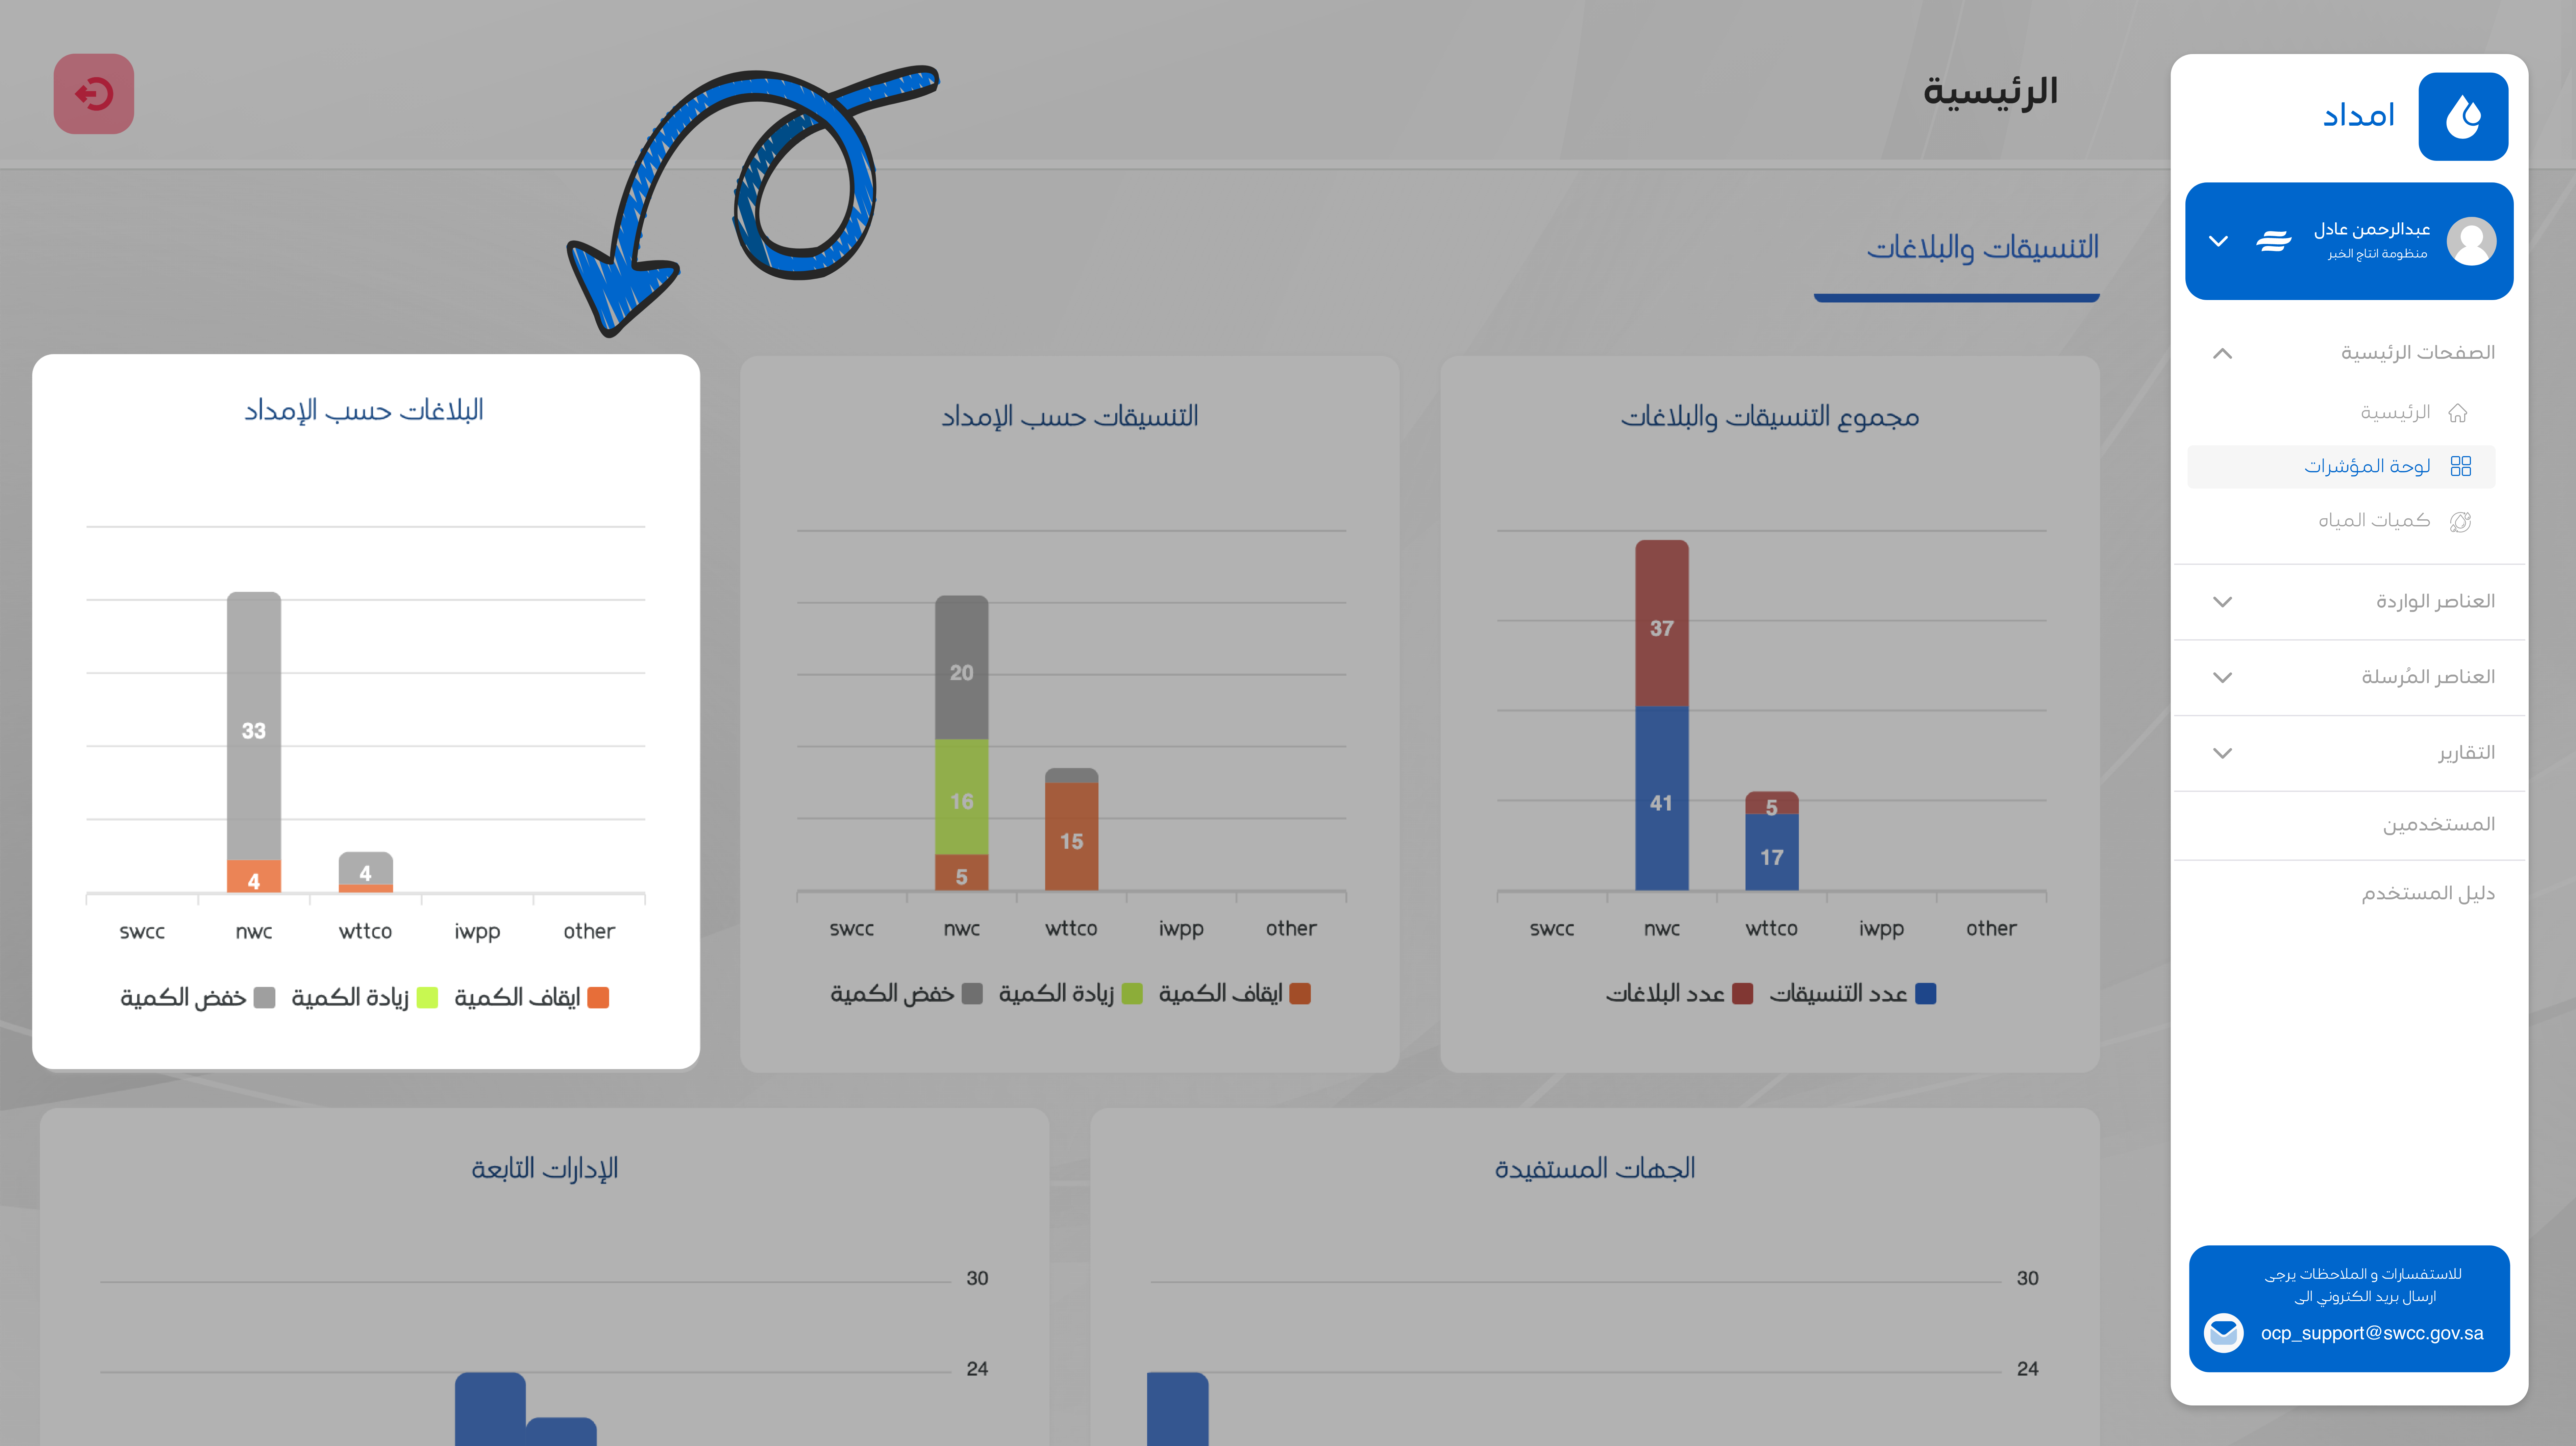 امداد
عبدالرحمن عادل
منظومة انتاج الخبر
الصفحات الرئيسية
الرئيسية
لوحة المؤشرات
كميات المياه
العناصر الواردة
العناصر المُرسلة
التقارير
المستخدمين
دليل المستخدم
للاستفسارات و الملاحظات يرجى
ارسال بريد الكتروني الى
ocp_support@swcc.gov.sa
الرئيسية
التنسيقات والبلاغات
مجموع التنسيقات والبلاغات
37
41
5
17
swcc nwc wttco iwpp other
عدد التنسيقات عدد البلاغات
التنسيقات حسب الإمداد
20
16
5
15
swcc nwc wttco iwpp other
ايقاف الكمية زيادة الكمية خفض الكمية
البلاغات حسب الإمداد
33
4
4
swcc nwc wttco iwpp other
ايقاف الكمية زيادة الكمية خفض الكمية
الجهات المستفيدة
30
24
الإدارات التابعة
30
24